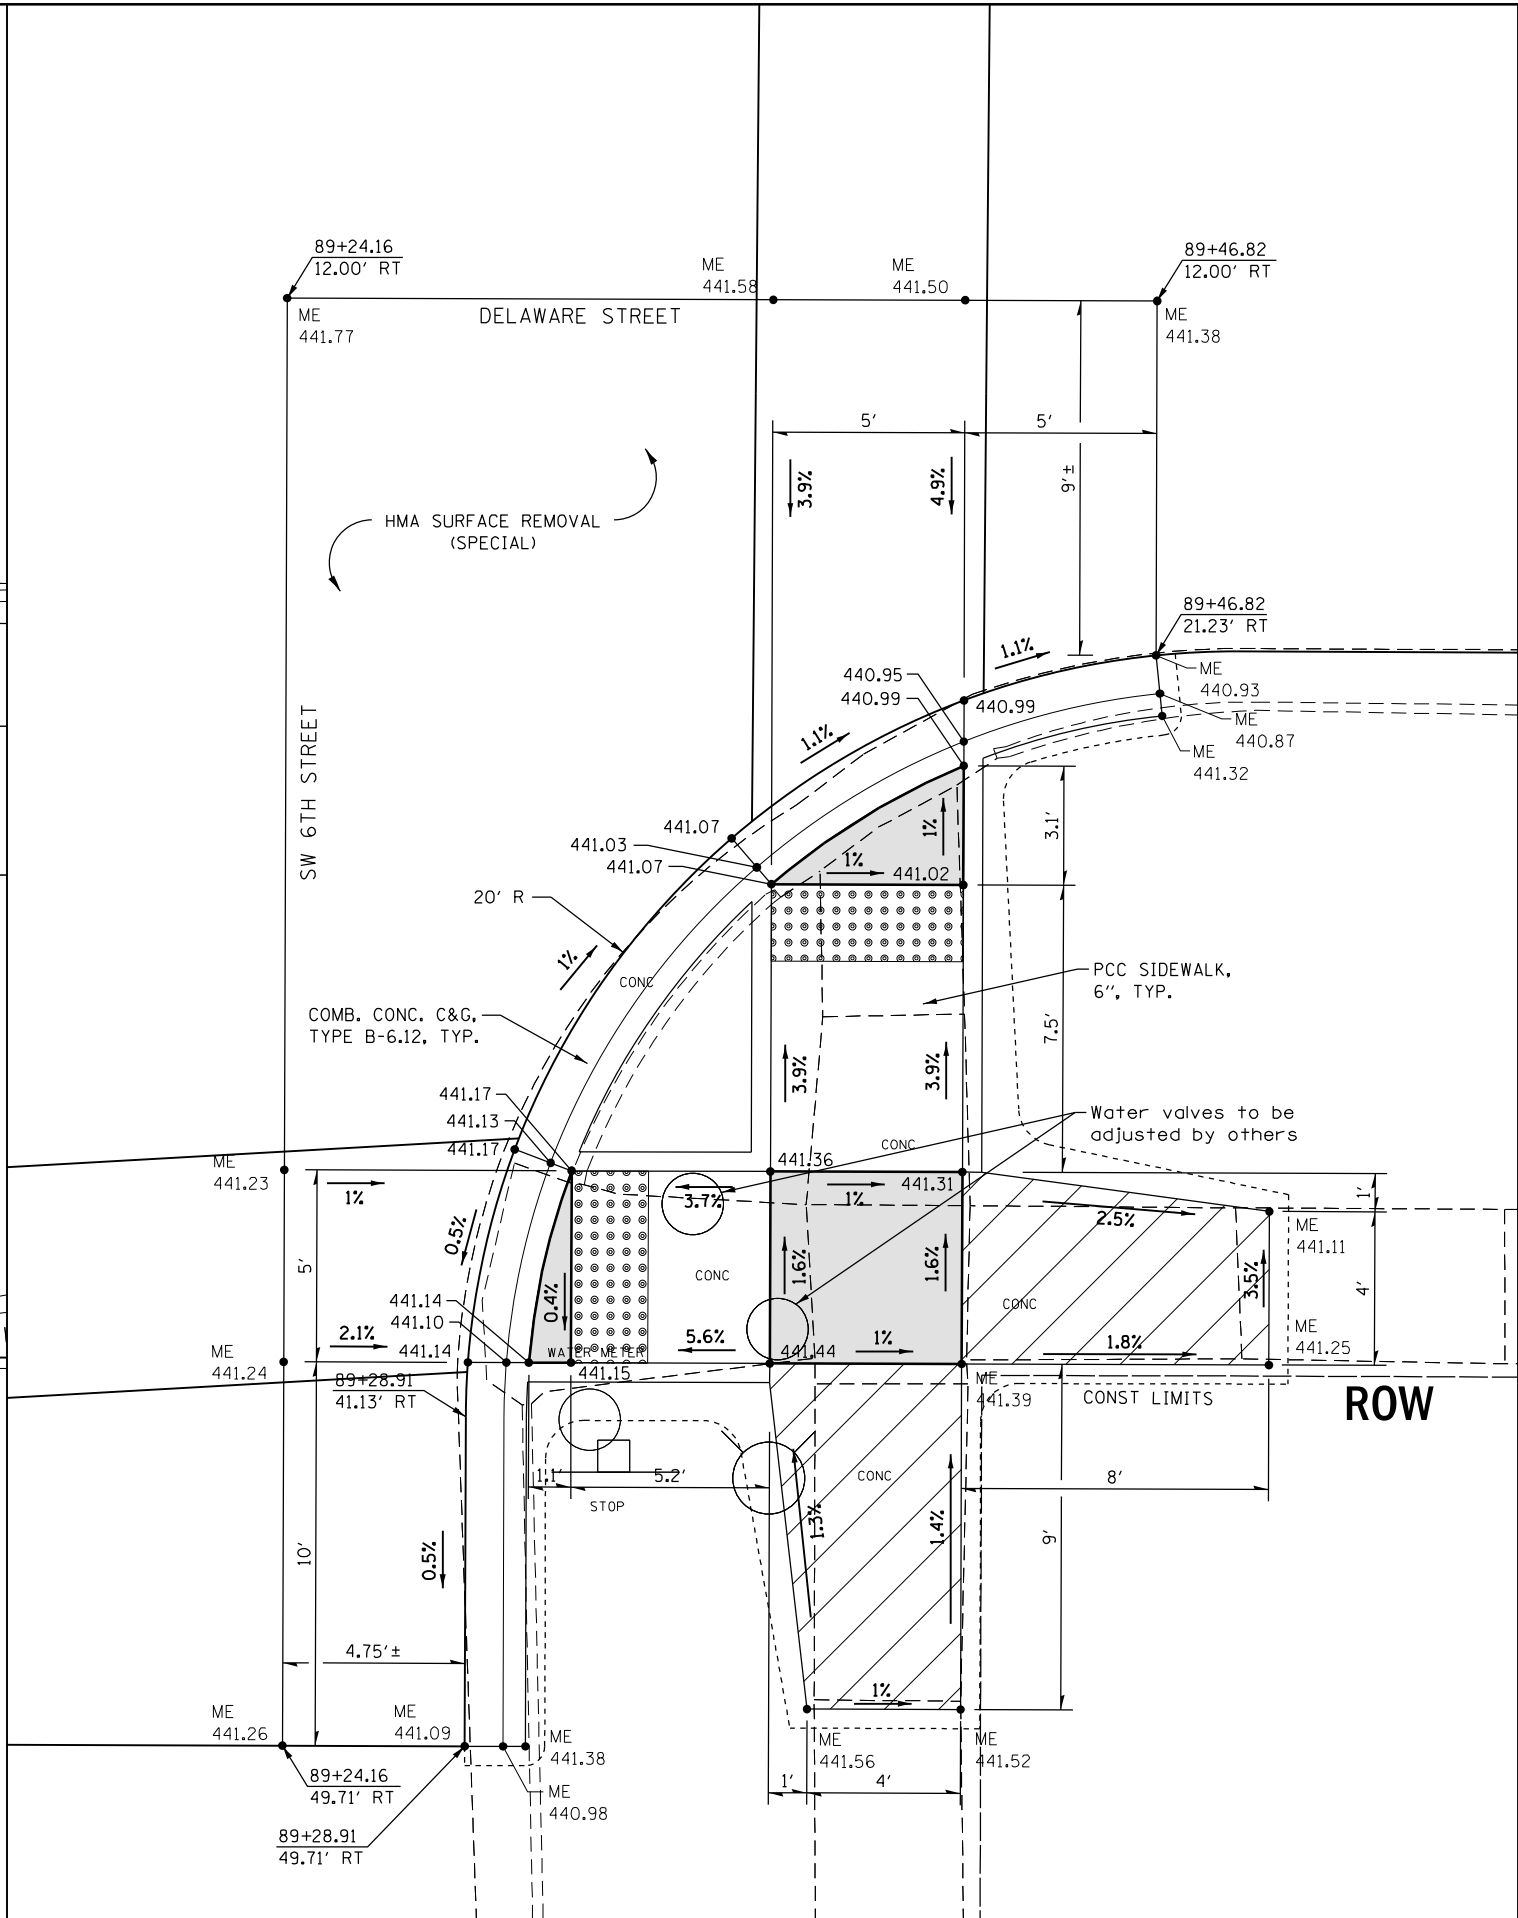 89+24.16
12.00' RT
ME
441.58
ME
441.50
89+46.82
12.00' RT
ME
441.77
DELAWARE STREET
ME
441.38
5'
5'
9'±
3.9%
4.9%
HMA SURFACE REMOVAL
(SPECIAL)
89+46.82
21.23' RT
1.1%
440.95
440.99
440.99
ME
440.93
ME
440.87
ME
441.32
1.1%
SW 6TH STREET
441.07
441.03
441.07
1%
1%
441.02
3.1'
20' R
1%
CONC
PCC SIDEWALK,
6", TYP.
COMB. CONC. C&G,
TYPE B-6.12, TYP.
7.5'
3.9%
3.9%
441.17
441.13
441.17
Water valves to be
adjusted by others
CONC
ME
441.23
1%
441.36
441.31
3.7%
1%
1'
2.5%
0.5%
ME
441.11
5'
1.6%
1.6%
CONC
3.5%
4'
0.4%
CONC
441.14
441.10
441.14
2.1%
5.6%
1%
1.8%
ME
441.25
WATER METER
441.44
ME
441.24
441.15
89+28.91
41.13' RT
ME
441.39
CONST LIMITS
ROW
1.1'
5.2'
CONC
8'
STOP
1.3%
1.4%
9'
10'
0.5%
4.75'±
1%
ME
441.26
ME
441.09
ME
441.38
ME
441.56
ME
441.52
89+24.16
49.71' RT
1'
4'
ME
440.98
89+28.91
49.71' RT